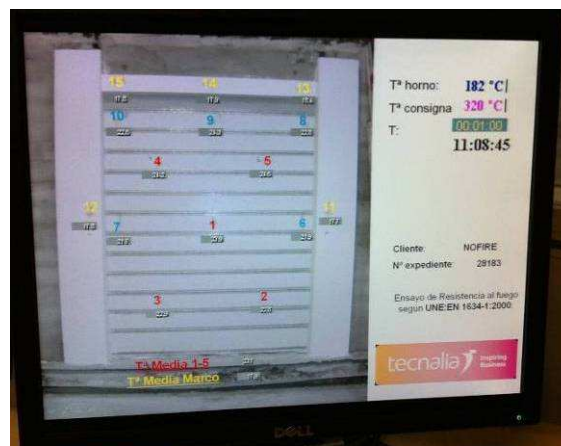 15 14 13
10 9 8
4 5
12 11
7 1 6
3 2
Tª Media 1-5
Tª Media Marco
Tª horno: 182 °C
Tª consigna 320 °C
T: 00:01:00
11:08:45
Cliente: NOFIRE
Nº expediente 28183
Ensayo de Resistencia al fuego
segun UNE:EN 1634-1:2000
tecnalia Inspiring
Business
DELL